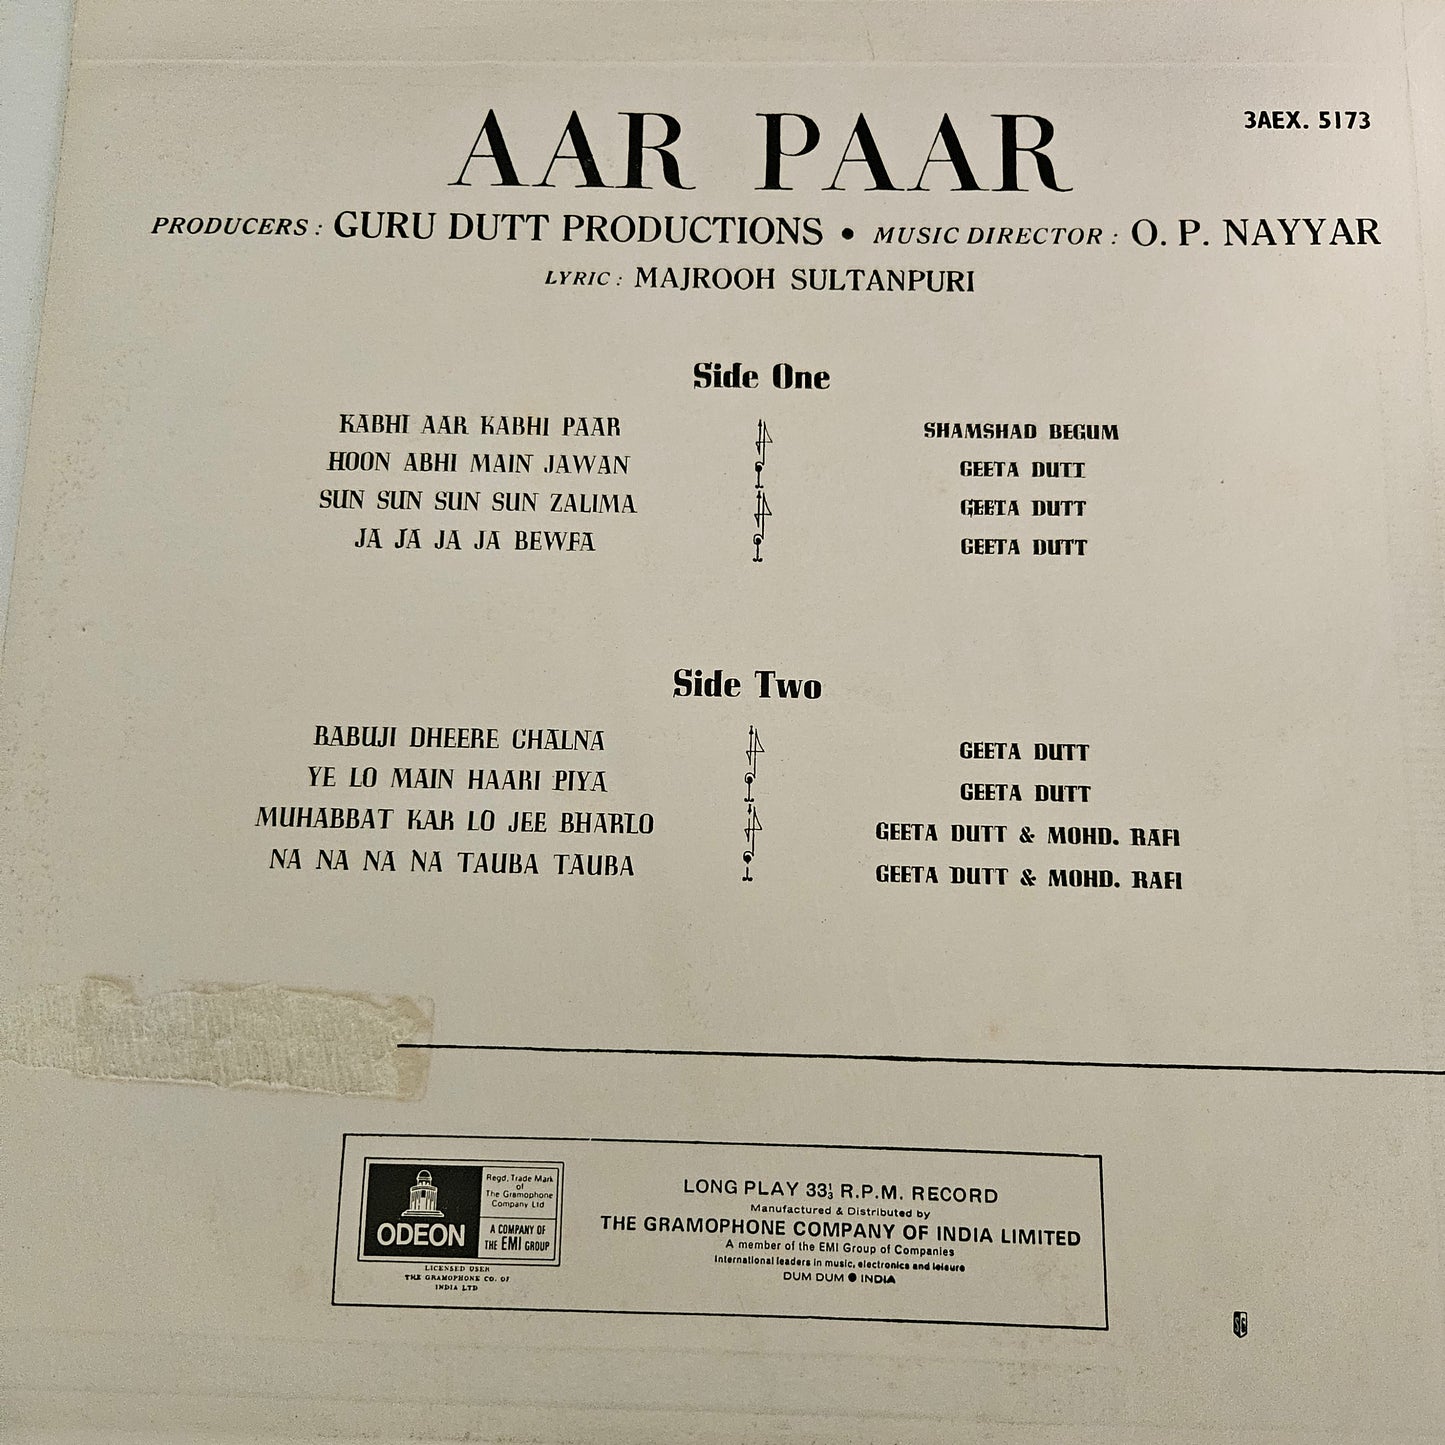 AAR PAAR
3AEX. 5173
PRODUCERS : GURU DUTT PRODUCTIONS • MUSIC DIRECTOR : O. P. NAYYAR
LYRIC : MAJROOH SULTANPURI
Side One
KABHI AAR KABHI PAAR SHAMSHAD BEGUM
HOON ABHI MAIN JAWAN GEETA DUTT
SUN SUN SUN SUN ZALIMA GEETA DUTT
JA JA JA JA BEWFA GEETA DUTT
Side Two
BABUJI DHEERE CHALNA GEETA DUTT
YE LO MAIN HAARI PIYA GEETA DUTT
MUHABBAT KAR LO JEE BHARLO GEETA DUTT & MOHD. RAFI
NA NA NA NA TAUBA TAUBA GEETA DUTT & MOHD. RAFI
ODEON
Regd. Trade Mark
of
The Gramophone
Company Ltd
A COMPANY OF
THE EMI GROUP
LICENSED USER
THE GRAMOPHONE CO. OF
INDIA LTD
LONG PLAY 33⅓ R.P.M. RECORD
Manufactured & Distributed by
THE GRAMOPHONE COMPANY OF INDIA LIMITED
A member of the EMI Group of Companies
International leaders in music, electronics and leisure
DUM DUM ● INDIA
SC